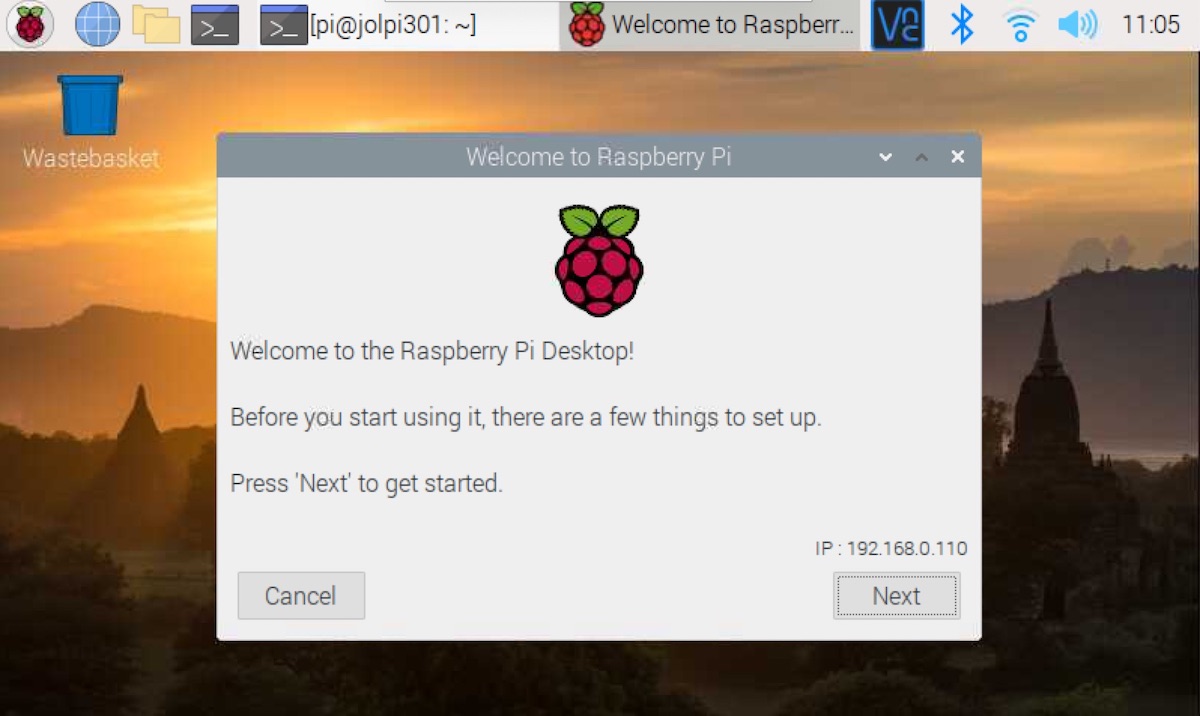 [pi@jolpi301: ~]
Welcome to Raspberr...
11:05
Wastebasket
Welcome to Raspberry Pi
Welcome to the Raspberry Pi Desktop!
Before you start using it, there are a few things to set up.
Press 'Next' to get started.
IP : 192.168.0.110
Cancel
Next